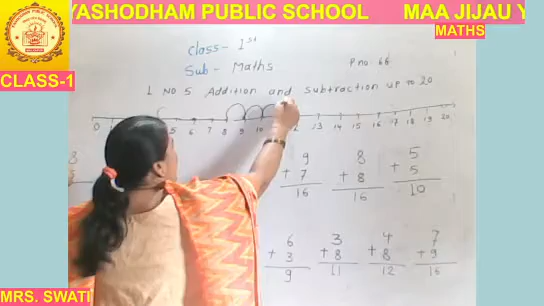 YASHODHAM PUBLIC SCHOOL MAA JIJAU
MATHS
CLASS-1
Class - 1st
Sub - Maths
P no. 66
L NO 5 Addition and Subtraction up to 20
0 5 6 7 8 9 10 12 13 14 15 16 17 18 19 20
9 8 5
+ 7 + 8 + 5
16 16 10
6 3 4 7
+ 3 + 8 + 8 + 9
9 11 12 16
MRS. SWATI